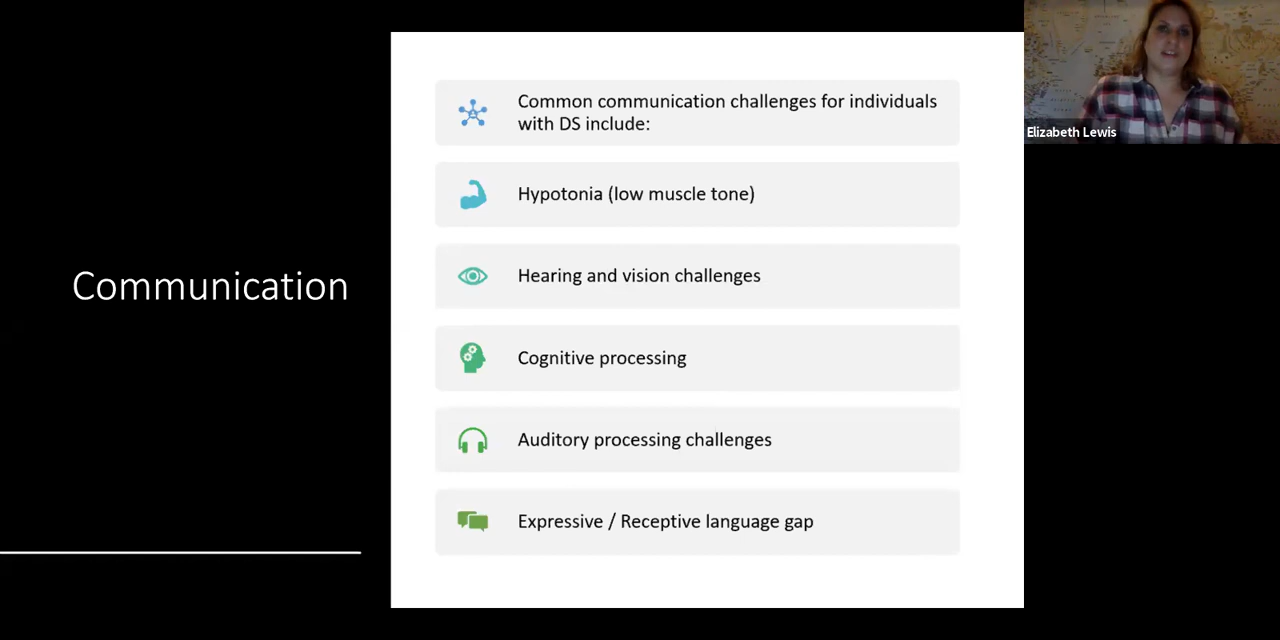 Communication
Common communication challenges for individuals
with DS include:
Hypotonia (low muscle tone)
Hearing and vision challenges
Cognitive processing
Auditory processing challenges
Expressive / Receptive language gap
Elizabeth Lewis